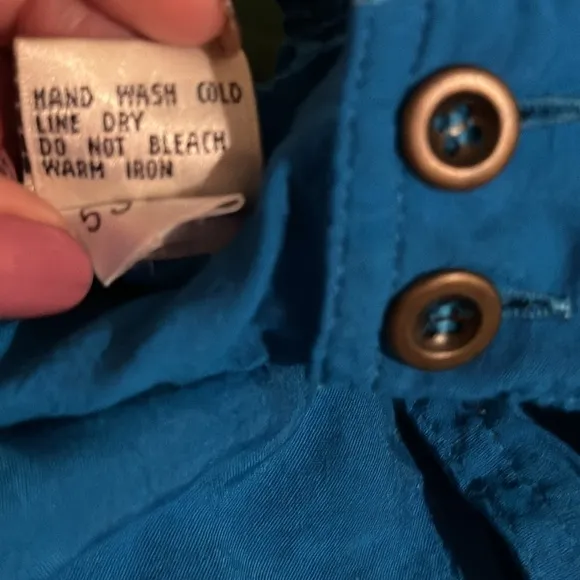 HAND WASH COLD
LINE DRY
DO NOT BLEACH
WARM IRON